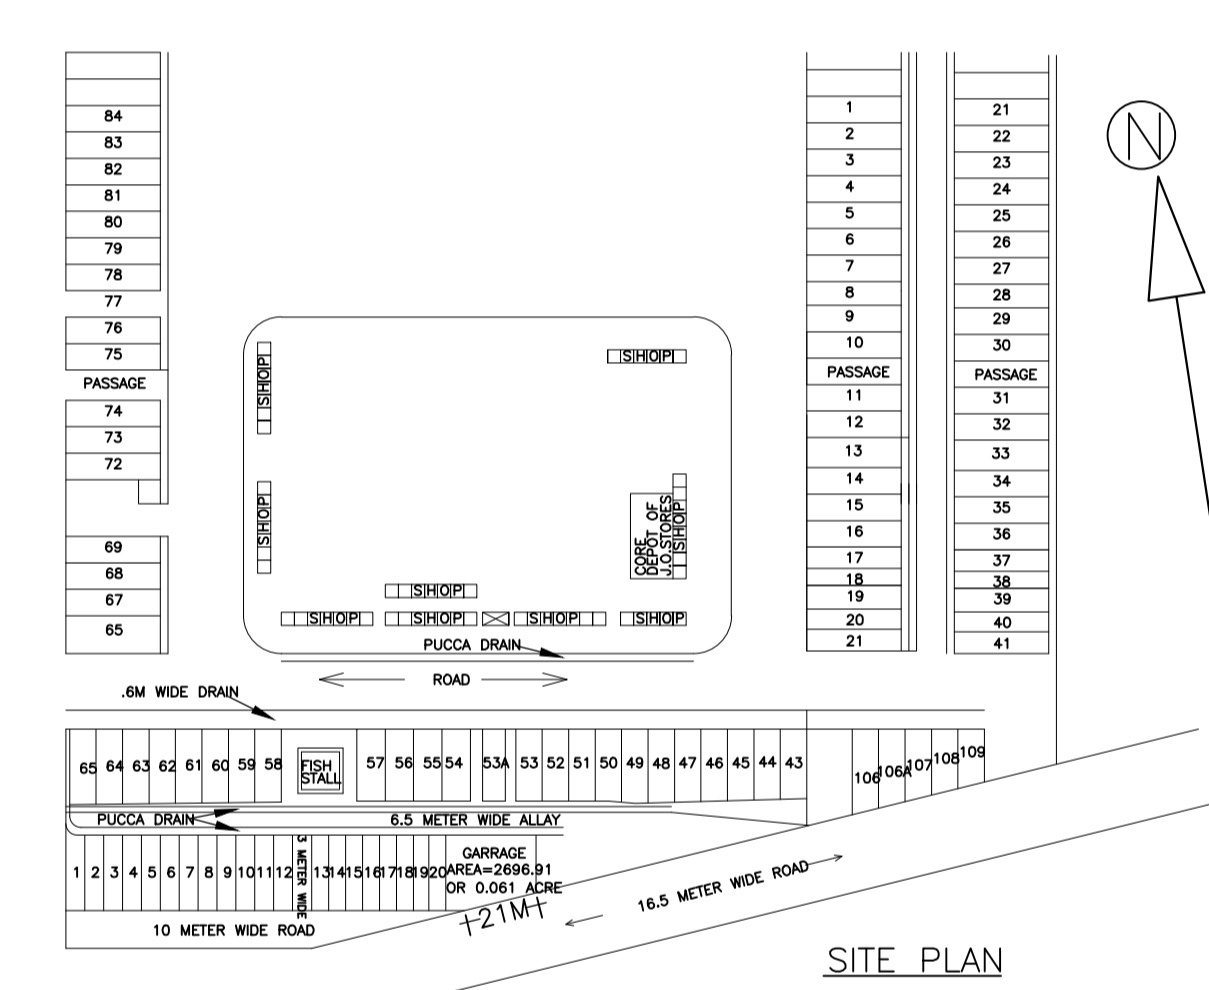 84
83
82
81
80
79
78
77
76
75
PASSAGE
74
73
72
69
68
67
65
SHOP
SHOP
SHOP
CORE
DEPOT OF
J.O.STORES
SHOP
SHOP
SHOP
SHOP
SHOP
SHOP
PUCCA DRAIN
ROAD
1
2
3
4
5
6
7
8
9
10
PASSAGE
11
12
13
14
15
16
17
18
19
20
21
21
22
23
24
25
26
27
28
29
30
PASSAGE
31
32
33
34
35
36
37
38
39
40
41
N
.6M WIDE DRAIN
65 64 63 62 61 60 59 58
FISH
STALL
57 56 55 54 53A 53 52 51 50 49 48 47 46 45 44 43
106 106A 107 108 109
PUCCA DRAIN
6.5 METER WIDE ALLAY
1 2 3 4 5 6 7 8 9 10 11 12
3 METER WIDE
13 14 15 16 17 18 19 20
GARRAGE
AREA=2696.91
OR 0.061 ACRE
10 METER WIDE ROAD
21M
16.5 METER WIDE ROAD
SITE PLAN